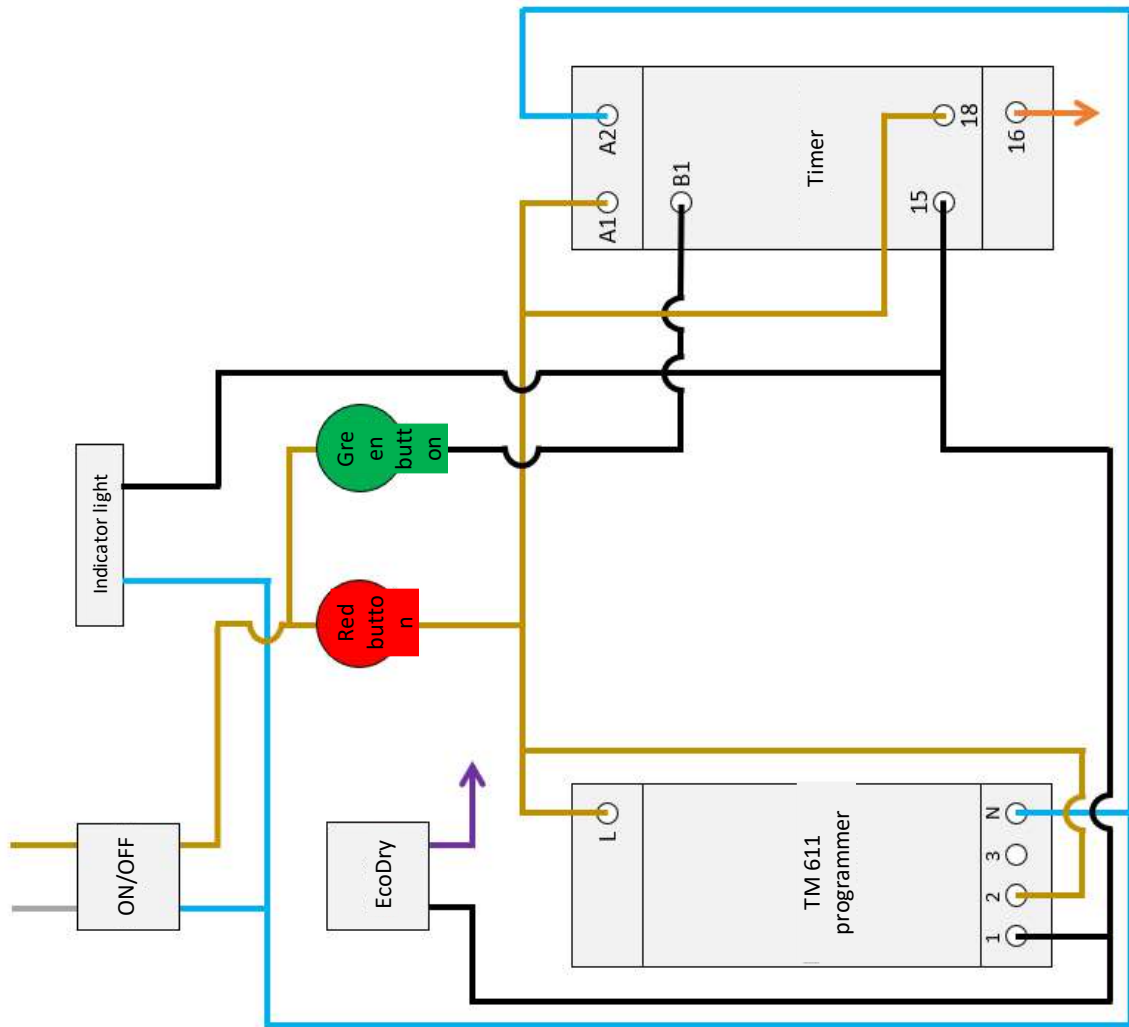 A2
A1
B1
Timer
18
15
16
Indicator light
Gre
en
butt
on
Red
butto
n
ON/OFF
EcoDry
L
TM 611
programmer
N
3
2
1